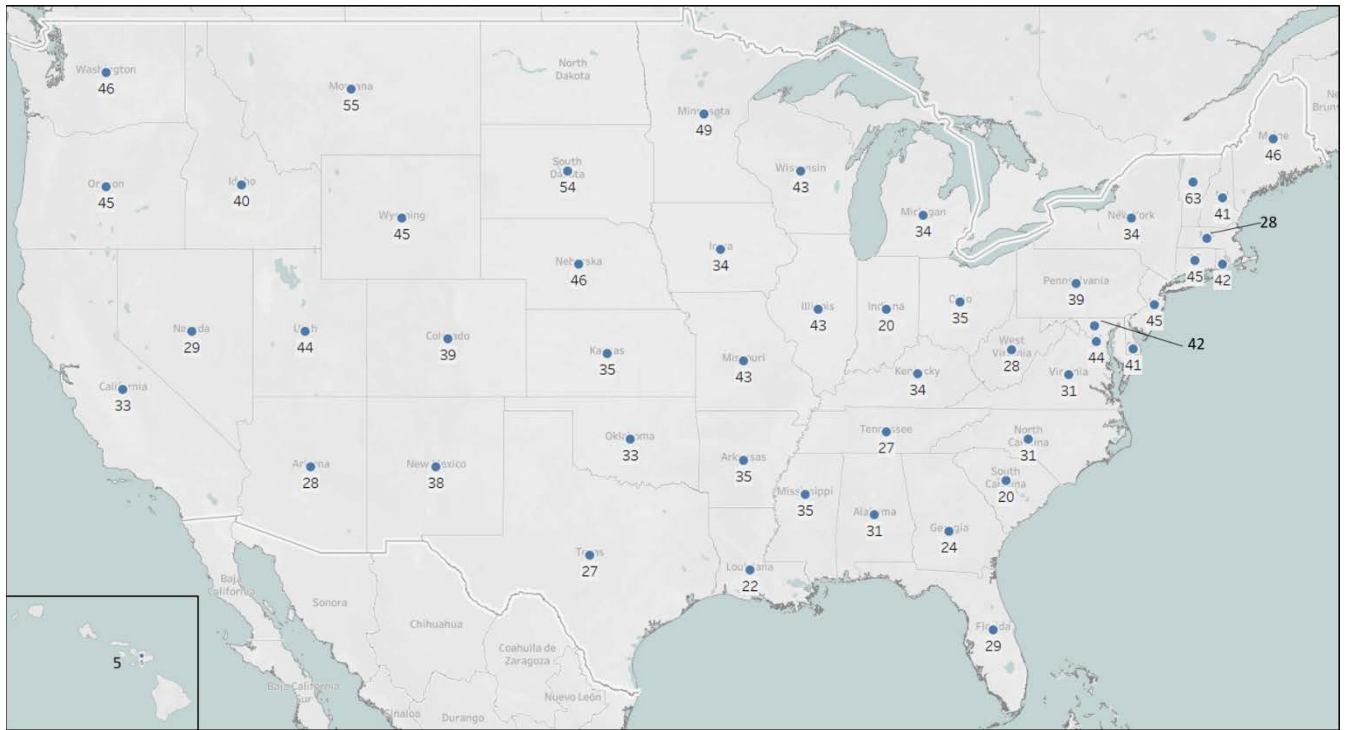 Washington
46
Montana
55
North
Dakota
Minnesota
49
Maine
46
New
Bruns
Oregon
45
Idaho
40
Wyoming
45
South
Dakota
54
Wisconsin
43
Michigan
34
New York
34
63
41
28
Iowa
34
Nebraska
46
45
42
Pennsylvania
39
Nevada
29
Utah
44
Colorado
39
Kansas
35
Missouri
43
Illinois
43
Indiana
20
Ohio
35
West
Virginia
28
45
42
44
41
Kentucky
34
Virginia
31
California
33
Arizona
28
New Mexico
38
Oklahoma
33
Arkansas
35
Tennessee
27
North
Carolina
31
South
Carolina
20
Mississippi
35
Alabama
31
Georgia
24
Texas
27
Louisiana
22
Florida
29
Baja
California
Sonora
Chihuahua
Coahuila de
Zaragoza
Nuevo León
Baja California
Sur
Sinaloa
Durango
5